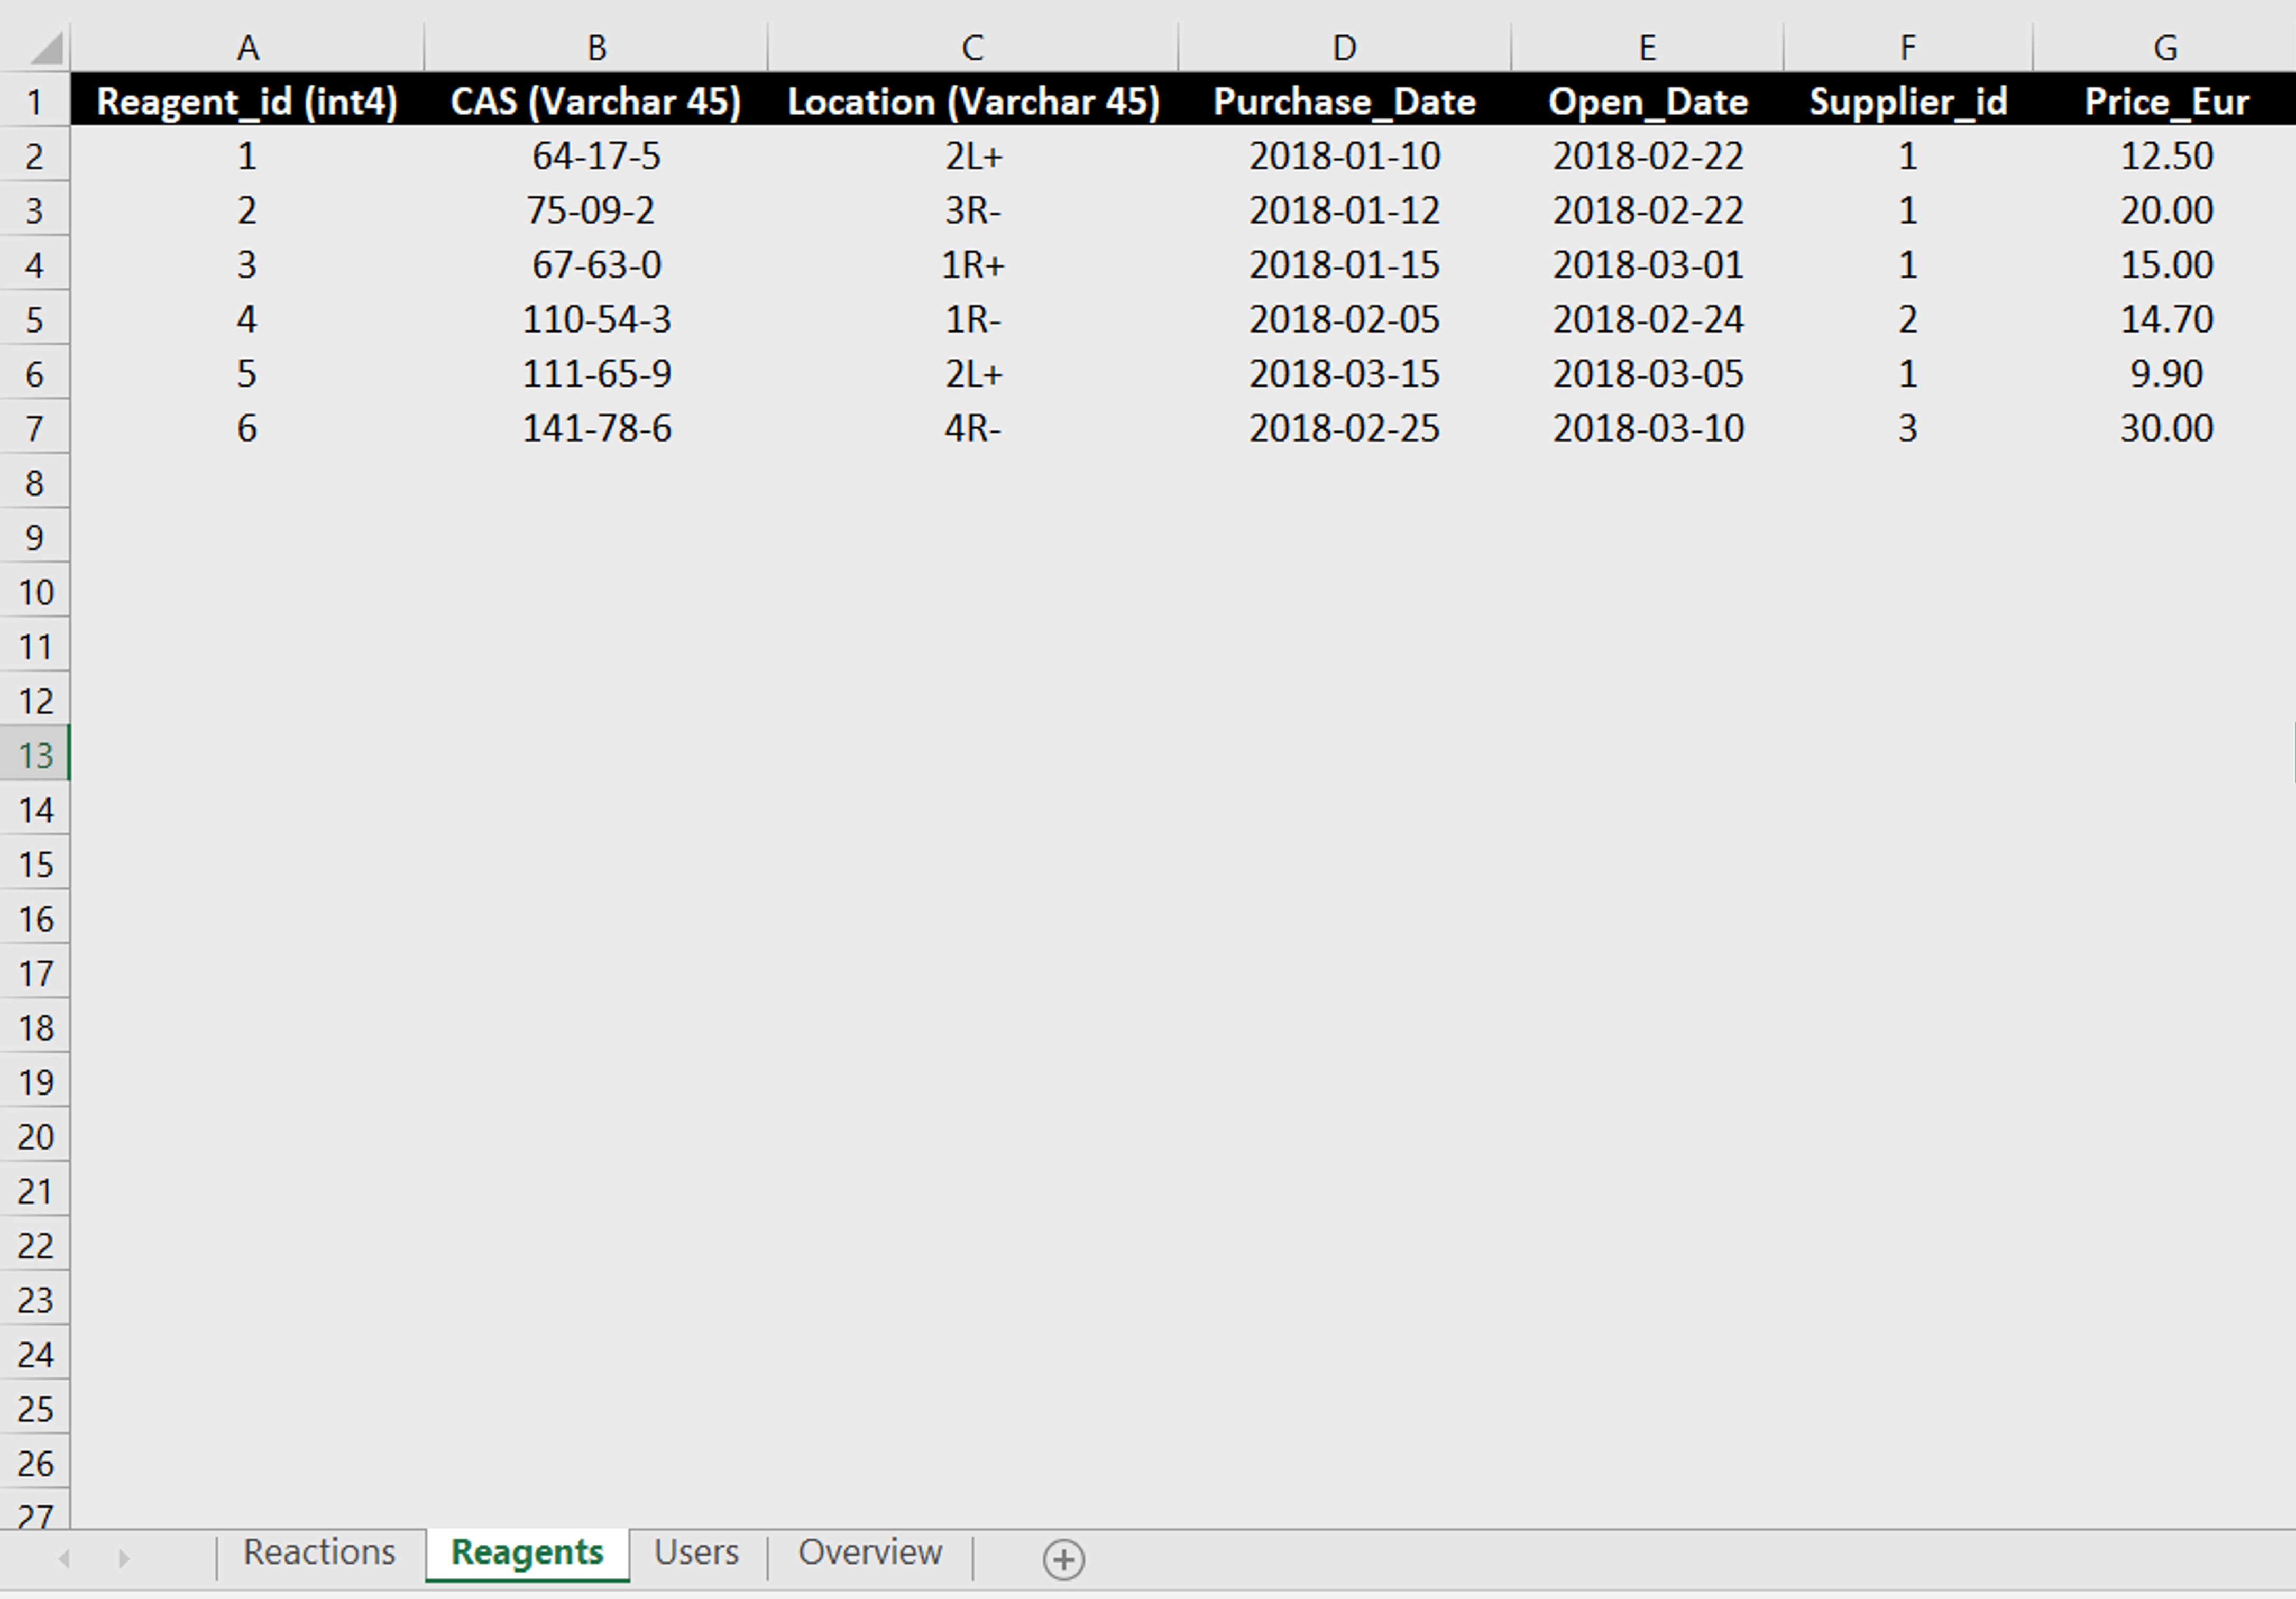 A B C D E F G
1 Reagent_id (int4) CAS (Varchar 45) Location (Varchar 45) Purchase_Date Open_Date Supplier_id Price_Eur
2 1 64-17-5 2L+ 2018-01-10 2018-02-22 1 12.50
3 2 75-09-2 3R- 2018-01-12 2018-02-22 1 20.00
4 3 67-63-0 1R+ 2018-01-15 2018-03-01 1 15.00
5 4 110-54-3 1R- 2018-02-05 2018-02-24 2 14.70
6 5 111-65-9 2L+ 2018-03-15 2018-03-05 1 9.90
7 6 141-78-6 4R- 2018-02-25 2018-03-10 3 30.00
8
9
10
11
12
13
14
15
16
17
18
19
20
21
22
23
24
25
26
27
Reactions Reagents Users Overview